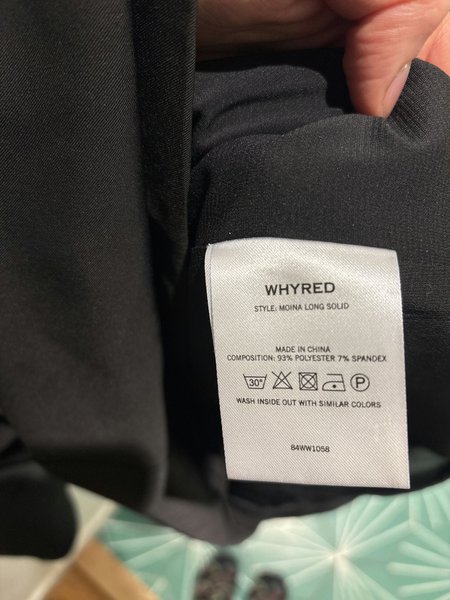 WHYRED
STYLE: MOINA LONG SOLID
MADE IN CHINA
COMPOSITION: 93% POLYESTER 7% SPANDEX
30° P
WASH INSIDE OUT WITH SIMILAR COLORS
84WW1058